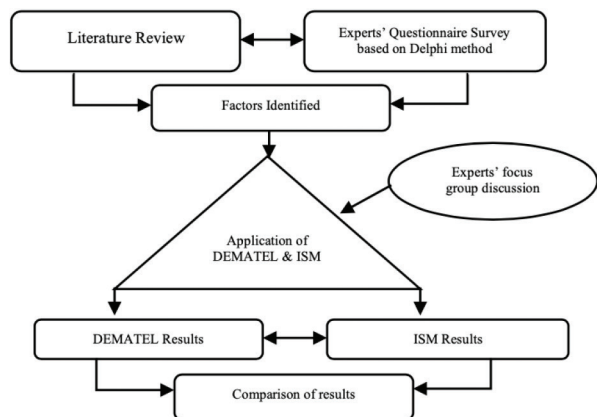 Literature Review
Experts' Questionnaire Survey
based on Delphi method
Factors Identified
Experts' focus
group discussion
Application of
DEMATEL & ISM
DEMATEL Results
ISM Results
Comparison of results